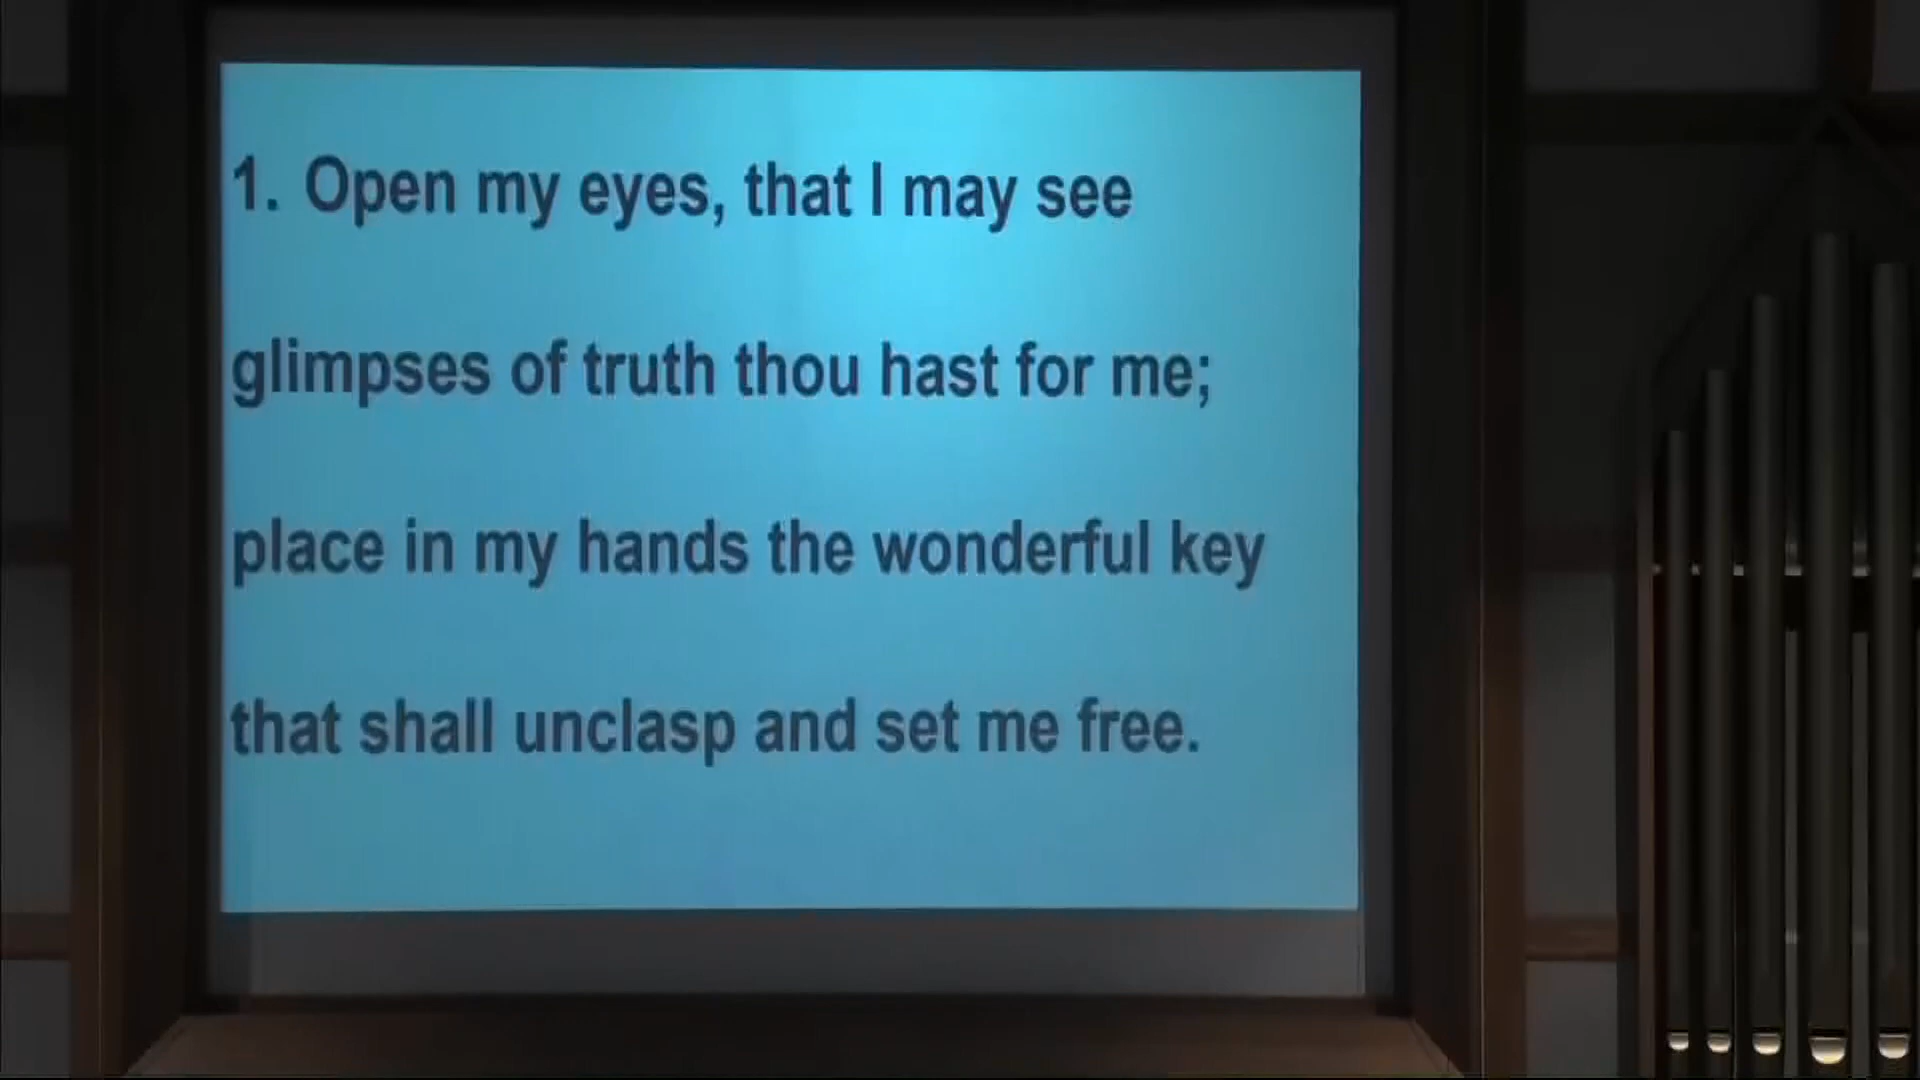 1. Open my eyes, that I may see
glimpses of truth thou hast for me;
place in my hands the wonderful key
that shall unclasp and set me free.